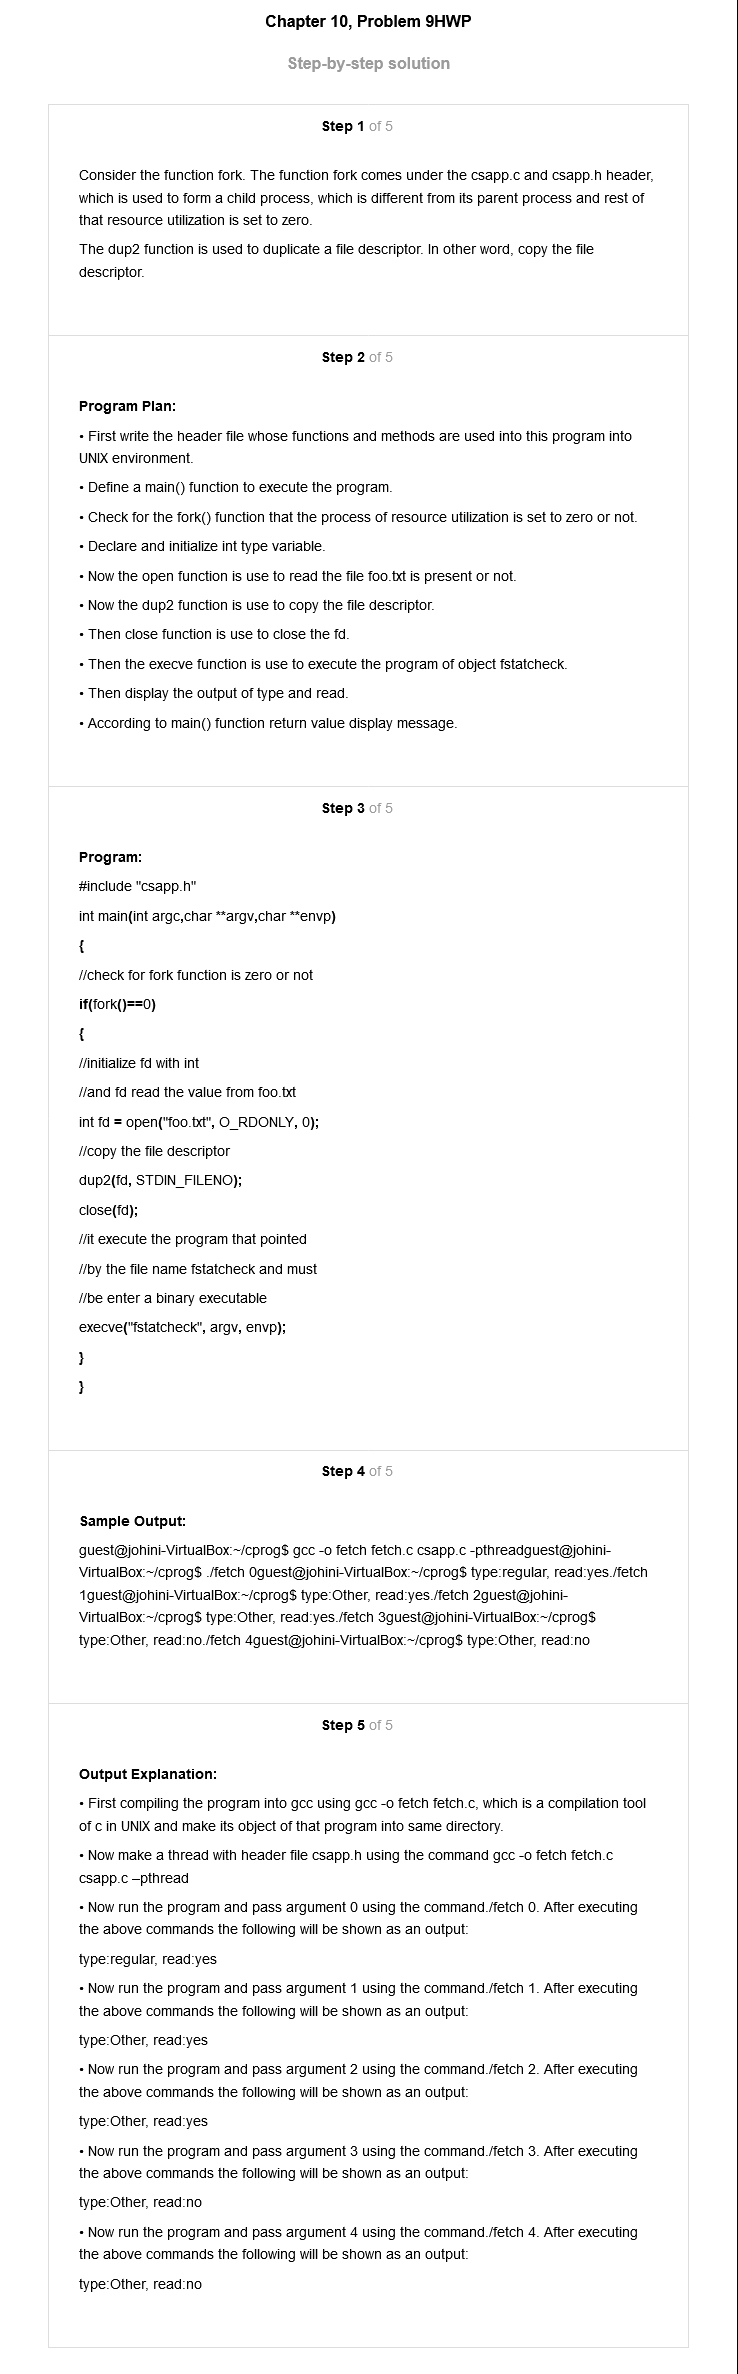 Chapter 10, Problem 9HWP
Step-by-step solution
Step 1 of 5
Consider the function fork. The function fork comes under the csapp.c and csapp.h header,
which is used to form a child process, which is different from its parent process and rest of
that resource utilization is set to zero.
The dup2 function is used to duplicate a file descriptor. In other word, copy the file
descriptor.
Step 2 of 5
Program Plan:
• First write the header file whose functions and methods are used into this program into
UNIX environment.
• Define a main() function to execute the program.
• Check for the fork() function that the process of resource utilization is set to zero or not.
• Declare and initialize int type variable.
• Now the open function is use to read the file foo.txt is present or not.
• Now the dup2 function is use to copy the file descriptor.
• Then close function is use to close the fd.
• Then the execve function is use to execute the program of object fstatcheck.
• Then display the output of type and read.
• According to main() function return value display message.
Step 3 of 5
Program:
#include "csapp.h"
int main(int argc,char **argv,char **envp)
{
//check for fork function is zero or not
if(fork()==0)
{
//initialize fd with int
//and fd read the value from foo.txt
int fd = open("foo.txt", O_RDONLY, 0);
//copy the file descriptor
dup2(fd, STDIN_FILENO);
close(fd);
//it execute the program that pointed
//by the file name fstatcheck and must
//be enter a binary executable
execve("fstatcheck", argv, envp);
}
}
Step 4 of 5
Sample Output:
guest@johini-VirtualBox:~/cprog$ gcc -o fetch fetch.c csapp.c -pthreadguest@johini-
VirtualBox:~/cprog$ ./fetch 0guest@johini-VirtualBox:~/cprog$ type:regular, read:yes./fetch
1guest@johini-VirtualBox:~/cprog$ type:Other, read:yes./fetch 2guest@johini-
VirtualBox:~/cprog$ type:Other, read:yes./fetch 3guest@johini-VirtualBox:~/cprog$
type:Other, read:no./fetch 4guest@johini-VirtualBox:~/cprog$ type:Other, read:no
Step 5 of 5
Output Explanation:
• First compiling the program into gcc using gcc -o fetch fetch.c, which is a compilation tool
of c in UNIX and make its object of that program into same directory.
• Now make a thread with header file csapp.h using the command gcc -o fetch fetch.c
csapp.c –pthread
• Now run the program and pass argument 0 using the command./fetch 0. After executing
the above commands the following will be shown as an output:
type:regular, read:yes
• Now run the program and pass argument 1 using the command./fetch 1. After executing
the above commands the following will be shown as an output:
type:Other, read:yes
• Now run the program and pass argument 2 using the command./fetch 2. After executing
the above commands the following will be shown as an output:
type:Other, read:yes
• Now run the program and pass argument 3 using the command./fetch 3. After executing
the above commands the following will be shown as an output:
type:Other, read:no
• Now run the program and pass argument 4 using the command./fetch 4. After executing
the above commands the following will be shown as an output:
type:Other, read:no